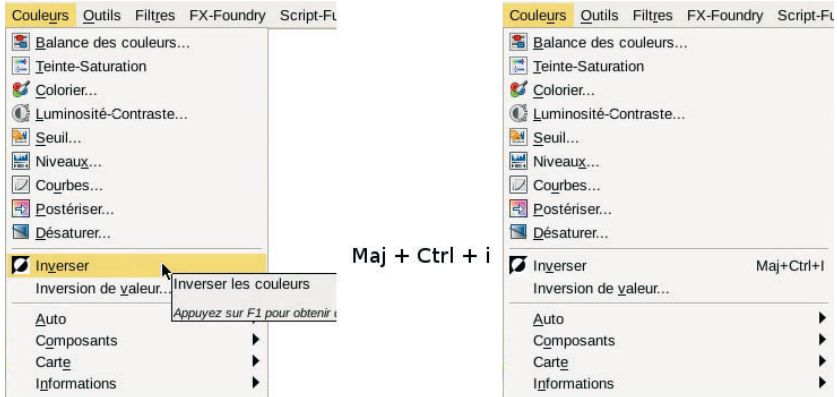 Couleurs Outils Filtres FX-Foundry Script-Fu
Balance des couleurs...
Teinte-Saturation
Colorier...
Luminosité-Contraste...
Seuil...
Niveaux...
Courbes...
Postériser...
Désaturer...
Inverser
Inversion de valeur...
Inverser les couleurs
Appuyez sur F1 pour obtenir
Auto
Composants
Carte
Informations
Maj + Ctrl + i
Couleurs Outils Filtres FX-Foundry Script-Fu
Balance des couleurs...
Teinte-Saturation
Colorier...
Luminosité-Contraste...
Seuil...
Niveaux...
Courbes...
Postériser...
Désaturer...
Inverser Maj+Ctrl+I
Inversion de valeur...
Auto
Composants
Carte
Informations